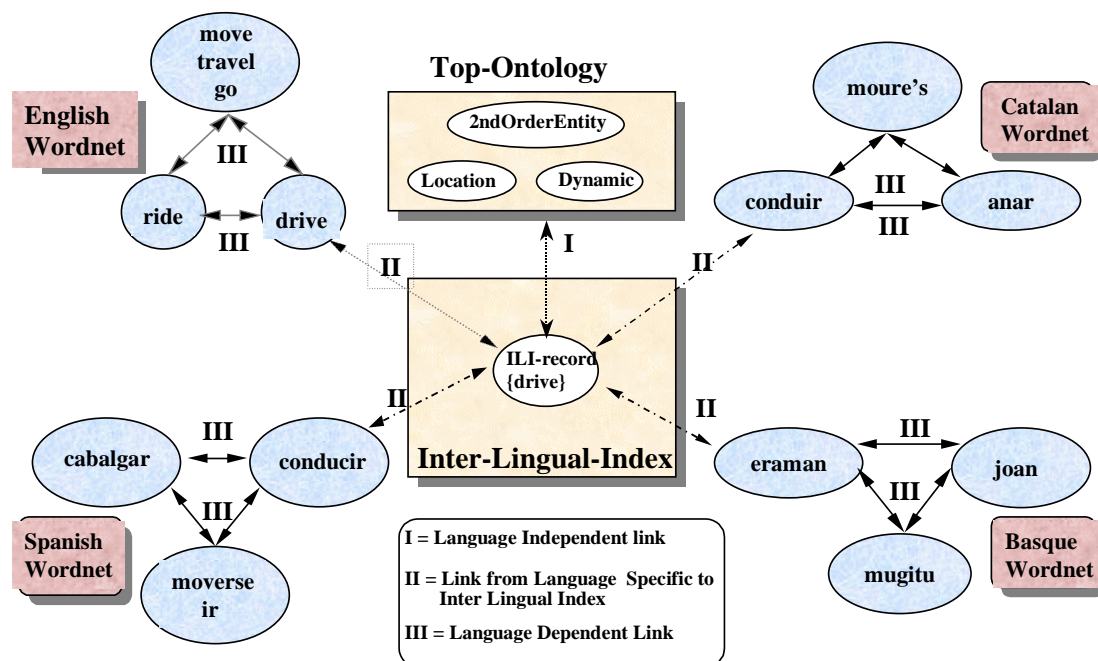 move
travel
go
English
Wordnet
III
ride
drive
III
Top-Ontology
2ndOrderEntity
Location
Dynamic
moure's
Catalan
Wordnet
conduir
III
III
anar
I
II
II
ILI-record
{drive}
Inter-Lingual-Index
II
II
cabalgar
III
conducir
III
Spanish
Wordnet
moverse
ir
eraman
III
joan
III
Basque
Wordnet
mugitu
I = Language Independent link
II = Link from Language Specific to
Inter Lingual Index
III = Language Dependent Link